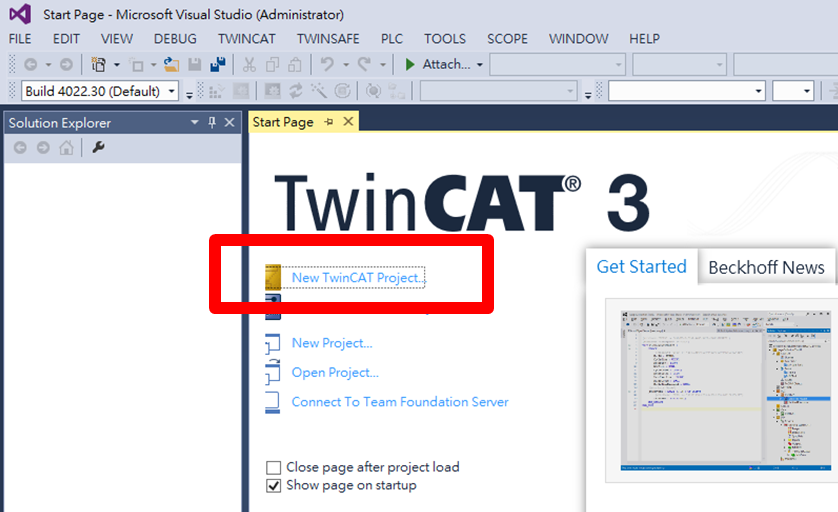 Start Page - Microsoft Visual Studio (Administrator)
FILE EDIT VIEW DEBUG TWINCAT TWINSAFE PLC TOOLS SCOPE WINDOW HELP
Attach...
Build 4022.30 (Default)
Solution Explorer
Start Page
TwinCAT® 3
New TwinCAT Project...
Get Started
Beckhoff News
New Project...
Open Project...
Connect To Team Foundation Server
Close page after project load
Show page on startup